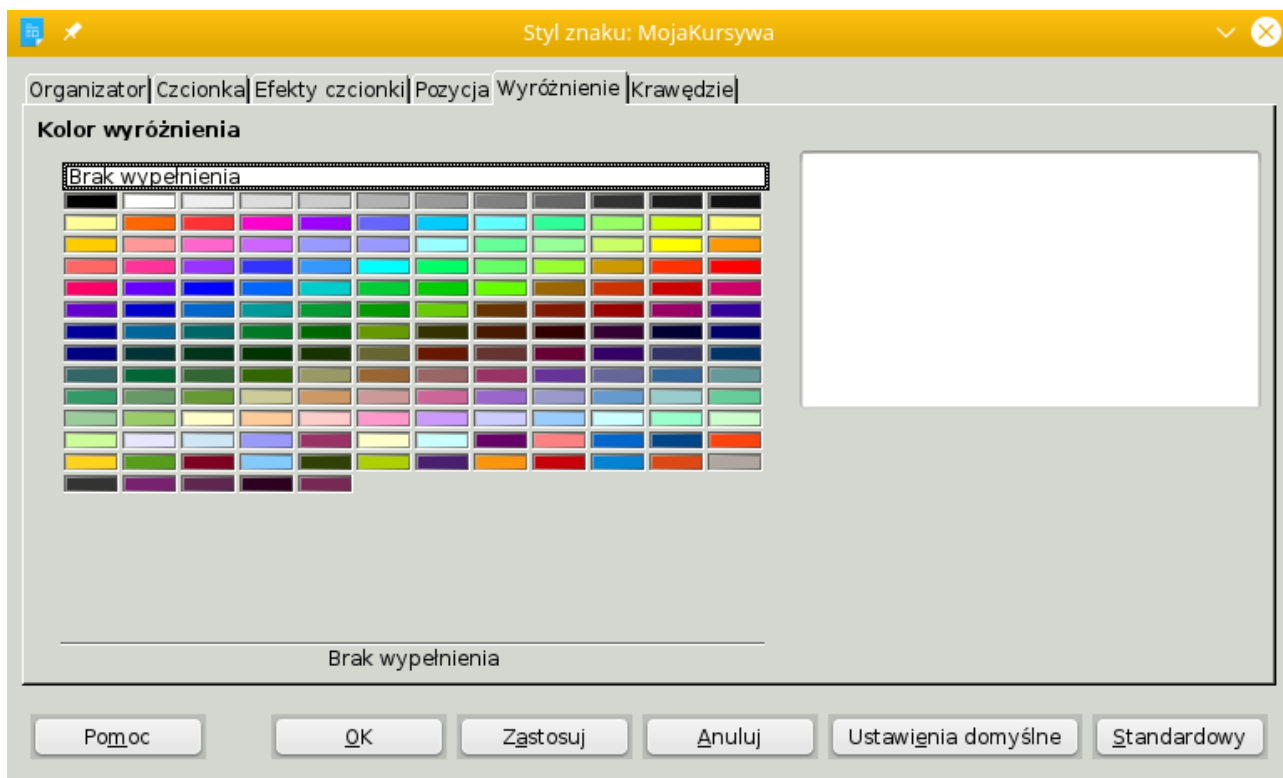 Styl znaku: MojaKursywa
Organizator Czcionka Efekty czcionki Pozycja Wyróżnienie Krawędzie
Kolor wyróżnienia
Brak wypełnienia
Brak wypełnienia
Pomoc OK Zastosuj Anuluj Ustawienia domyślne Standardowy